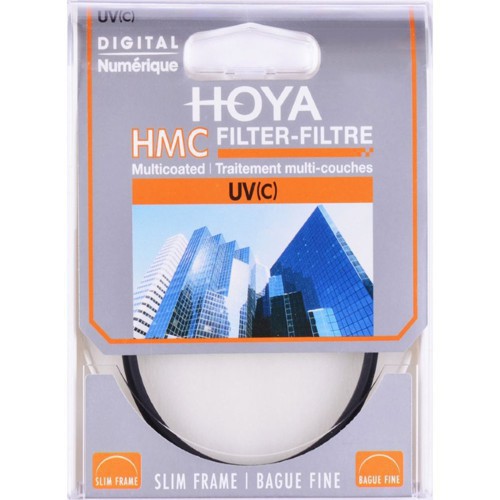 UV(C)
DIGITAL
Numérique
HOYA
HMC FILTER-FILTRE
Multicoated | Traitement multi-couches
UV(C)
SLIM FRAME
SLIM FRAME | BAGUE FINE
BAGUE FINE